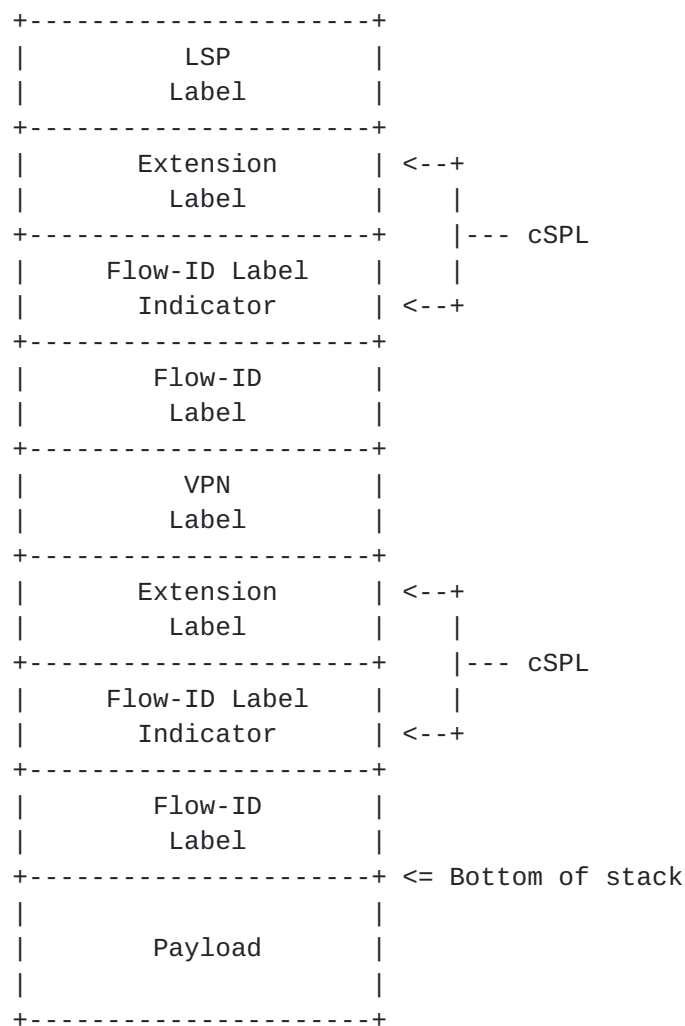 +----------------------+
|         LSP          |
|        Label         |
+----------------------+
|      Extension       | <--+
|        Label         |    |
+----------------------+    |--- cSPL
|    Flow-ID Label     |    |
|      Indicator       | <--+
+----------------------+
|       Flow-ID        |
|        Label         |
+----------------------+
|         VPN          |
|        Label         |
+----------------------+
|      Extension       | <--+
|        Label         |    |
+----------------------+    |--- cSPL
|    Flow-ID Label     |    |
|      Indicator       | <--+
+----------------------+
|       Flow-ID        |
|        Label         |
+----------------------+ <= Bottom of stack
|                      |
|       Payload        |
|                      |
+----------------------+